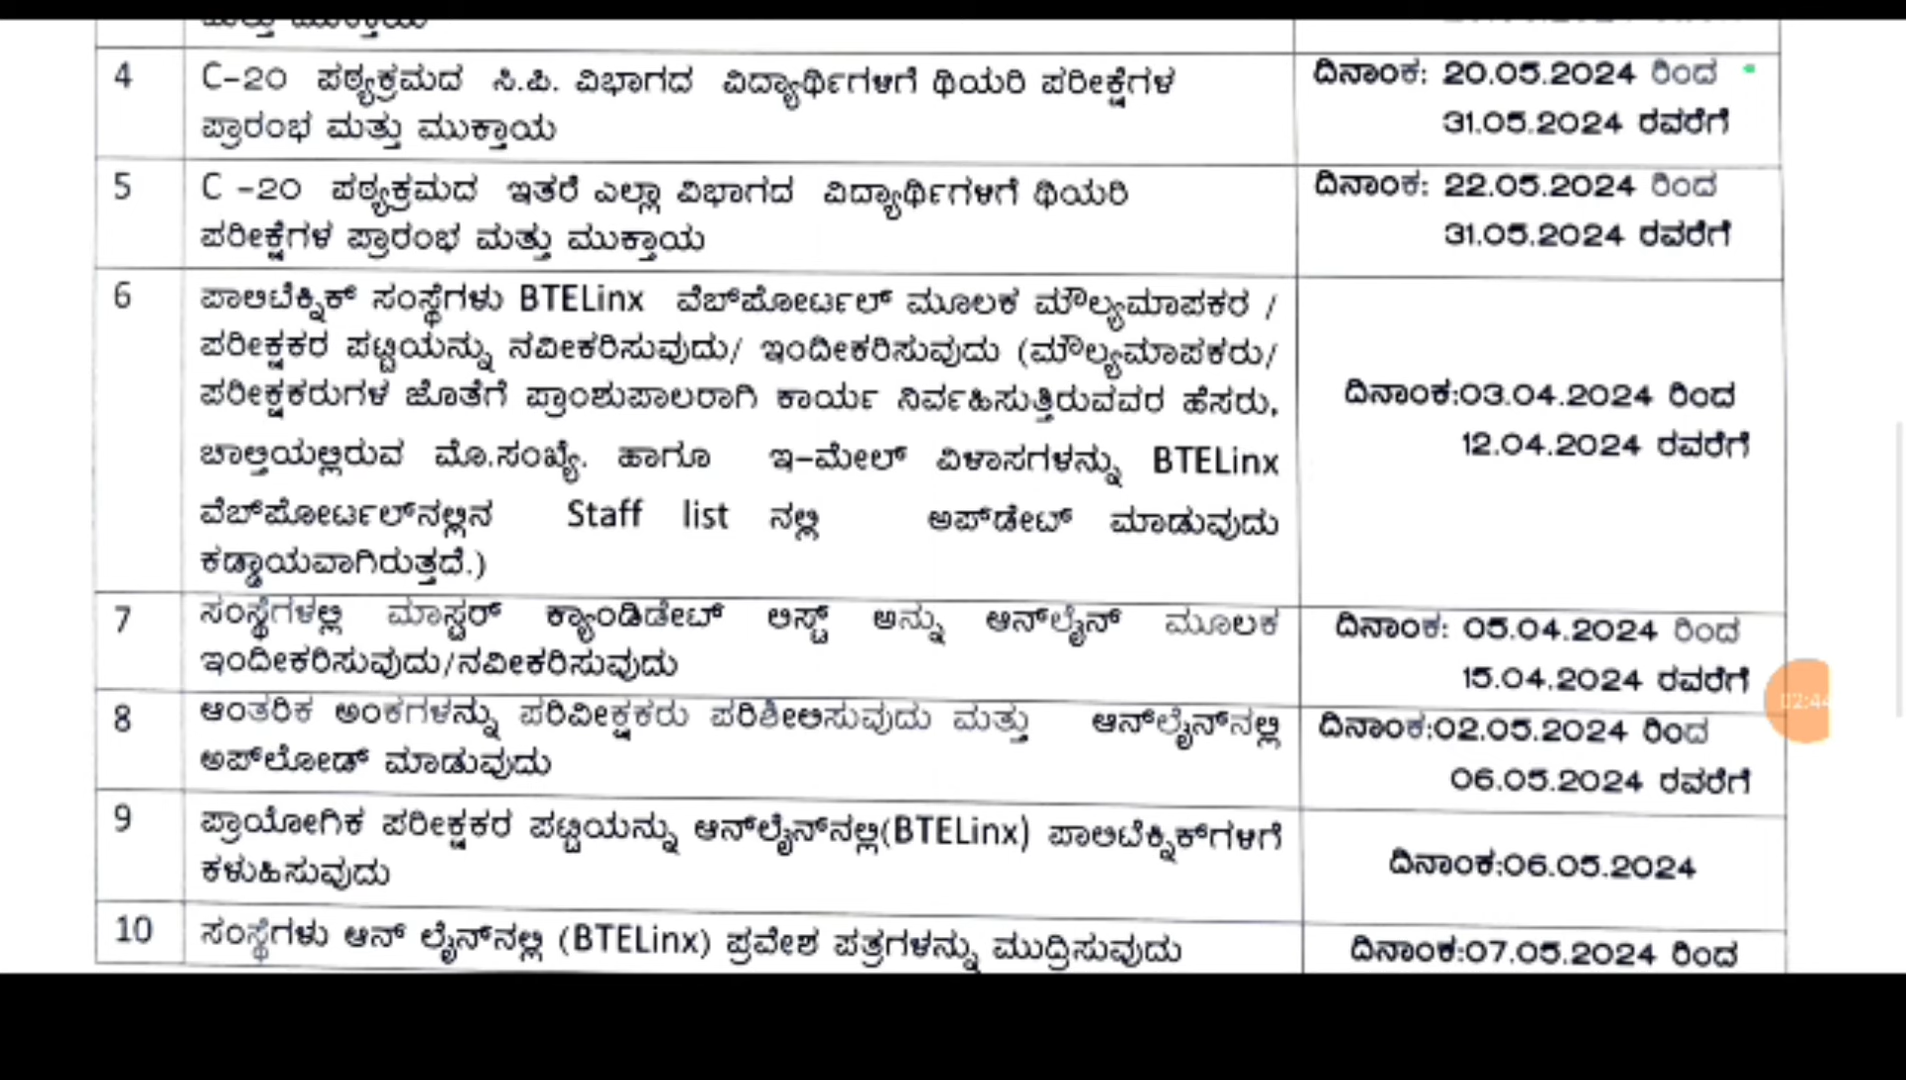 4 C-20 ಪಠ್ಯಕ್ರಮದ ಸಿ.ಪಿ. ವಿಭಾಗದ ವಿದ್ಯಾರ್ಥಿಗಳಿಗೆ ಥಿಯರಿ ಪರೀಕ್ಷೆಗಳ
ಪ್ರಾರಂಭ ಮತ್ತು ಮುಕ್ತಾಯ
ದಿನಾಂಕ: 20.05.2024 ರಿಂದ
31.05.2024 ರವರೆಗೆ
5 C -20 ಪಠ್ಯಕ್ರಮದ ಇತರೆ ಎಲ್ಲಾ ವಿಭಾಗದ ವಿದ್ಯಾರ್ಥಿಗಳಿಗೆ ಥಿಯರಿ
ಪರೀಕ್ಷೆಗಳ ಪ್ರಾರಂಭ ಮತ್ತು ಮುಕ್ತಾಯ
ದಿನಾಂಕ: 22.05.2024 ರಿಂದ
31.05.2024 ರವರೆಗೆ
6 ಪಾಲಿಟೆಕ್ನಿಕ್ ಸಂಸ್ಥೆಗಳು BTELinx ವೆಬ್‌ಪೋರ್ಟಲ್ ಮೂಲಕ ಮೌಲ್ಯಮಾಪಕರ /
ಪರೀಕ್ಷಕರ ಪಟ್ಟಿಯನ್ನು ನವೀಕರಿಸುವುದು/ ಇಂದೀಕರಿಸುವುದು (ಮೌಲ್ಯಮಾಪಕರು/
ಪರೀಕ್ಷಕರುಗಳ ಜೊತೆಗೆ ಪ್ರಾಂಶುಪಾಲರಾಗಿ ಕಾರ್ಯ ನಿರ್ವಹಿಸುತ್ತಿರುವವರ ಹೆಸರು,
ಚಾಲ್ತಿಯಲ್ಲಿರುವ ಮೊ.ಸಂಖ್ಯೆ. ಹಾಗೂ ಇ-ಮೇಲ್ ವಿಳಾಸಗಳನ್ನು BTELinx
ವೆಬ್‌ಪೋರ್ಟಲ್‌ನಲ್ಲಿನ Staff list ನಲ್ಲಿ ಅಪ್‌ಡೇಟ್ ಮಾಡುವುದು
ಕಡ್ಡಾಯವಾಗಿರುತ್ತದೆ.)
ದಿನಾಂಕ:03.04.2024 ರಿಂದ
12.04.2024 ರವರೆಗೆ
7 ಸಂಸ್ಥೆಗಳಲ್ಲಿ ಮಾಸ್ಟರ್ ಕ್ಯಾಂಡಿಡೇಟ್ ಲಿಸ್ಟ್ ಅನ್ನು ಆನ್‌ಲೈನ್ ಮೂಲಕ
ಇಂದೀಕರಿಸುವುದು/ನವೀಕರಿಸುವುದು
ದಿನಾಂಕ: 05.04.2024 ರಿಂದ
15.04.2024 ರವರೆಗೆ
8 ಆಂತರಿಕ ಅಂಕಗಳನ್ನು ಪರಿವೀಕ್ಷಕರು ಪರಿಶೀಲಿಸುವುದು ಮತ್ತು ಆನ್‌ಲೈನ್‌ನಲ್ಲಿ
ಅಪ್‌ಲೋಡ್ ಮಾಡುವುದು
ದಿನಾಂಕ:02.05.2024 ರಿಂದ
06.05.2024 ರವರೆಗೆ
9 ಪ್ರಾಯೋಗಿಕ ಪರೀಕ್ಷಕರ ಪಟ್ಟಿಯನ್ನು ಆನ್‌ಲೈನ್‌ನಲ್ಲಿ(BTELinx) ಪಾಲಿಟೆಕ್ನಿಕ್‌ಗಳಿಗೆ
ಕಳುಹಿಸುವುದು
ದಿನಾಂಕ:06.05.2024
10 ಸಂಸ್ಥೆಗಳು ಆನ್ ಲೈನ್‌ನಲ್ಲಿ (BTELinx) ಪ್ರವೇಶ ಪತ್ರಗಳನ್ನು ಮುದ್ರಿಸುವುದು
ದಿನಾಂಕ:07.05.2024 ರಿಂದ
02:44